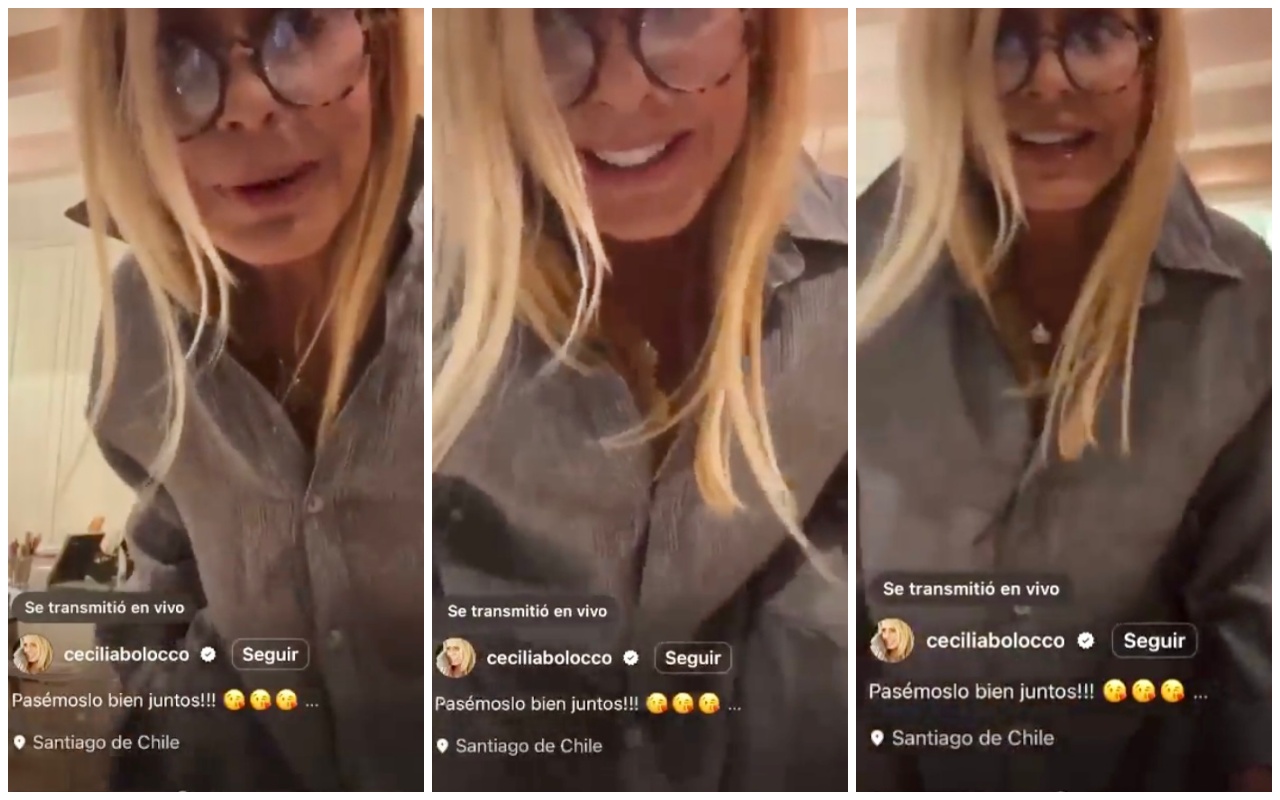 Se transmitió en vivo
ceciliabolocco Seguir
Pasémoslo bien juntos!!! 😘😘😘 ...
Santiago de Chile
Se transmitió en vivo
ceciliabolocco Seguir
Pasémoslo bien juntos!!! 😘😘😘 ...
Santiago de Chile
Se transmitió en vivo
ceciliabolocco Seguir
Pasémoslo bien juntos!!! 😘😘😘 ...
Santiago de Chile